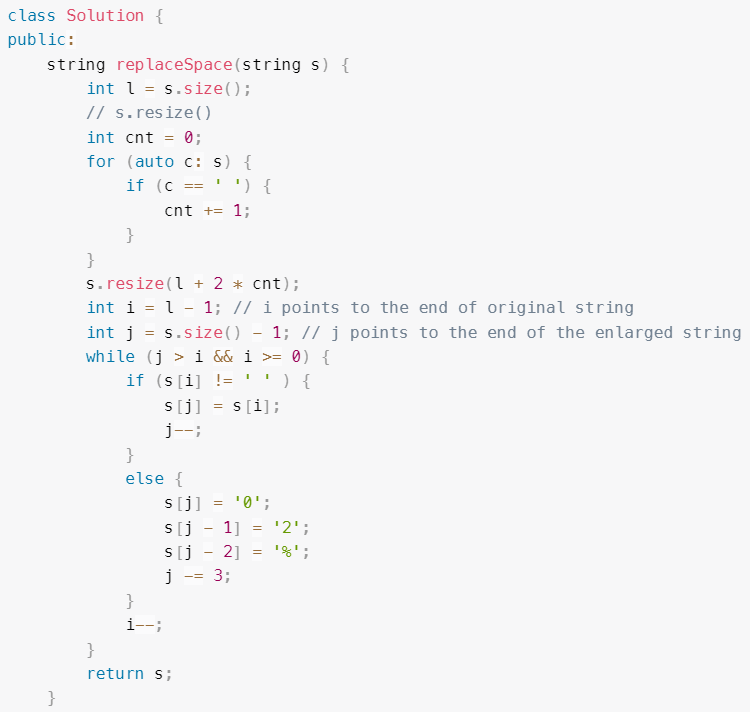 class Solution {
public:
    string replaceSpace(string s) {
        int l = s.size();
        // s.resize()
        int cnt = 0;
        for (auto c: s) {
            if (c == ' ') {
                cnt += 1;
            }
        }
        s.resize(l + 2 * cnt);
        int i = l - 1; // i points to the end of original string
        int j = s.size() - 1; // j points to the end of the enlarged string
        while (j > i && i >= 0) {
            if (s[i] != ' ' ) {
                s[j] = s[i];
                j--;
            }
            else {
                s[j] = '0';
                s[j - 1] = '2';
                s[j - 2] = '%';
                j -= 3;
            }
            i--;
        }
        return s;
    }